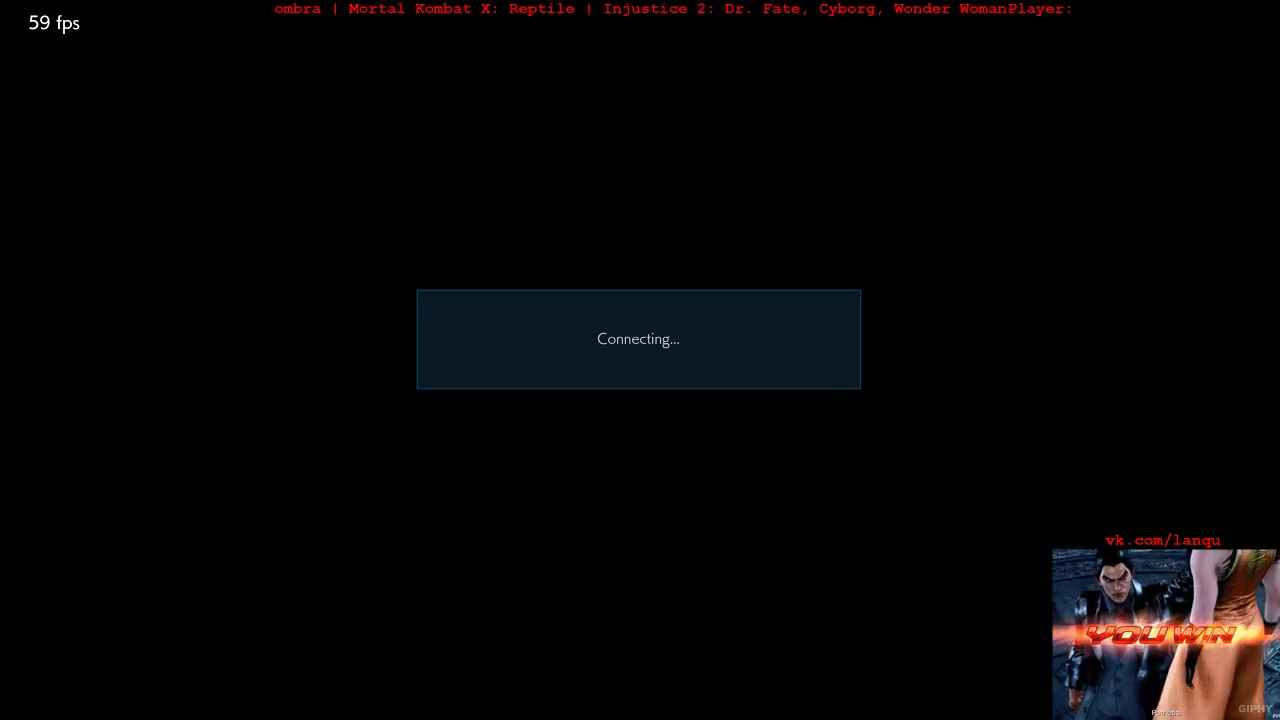 ombra | Mortal Kombat X: Reptile | Injustice 2: Dr. Fate, Cyborg, Wonder WomanPlayer:
59 fps
Connecting...
vk.com/lanqu
YOU WIN
GIPHY